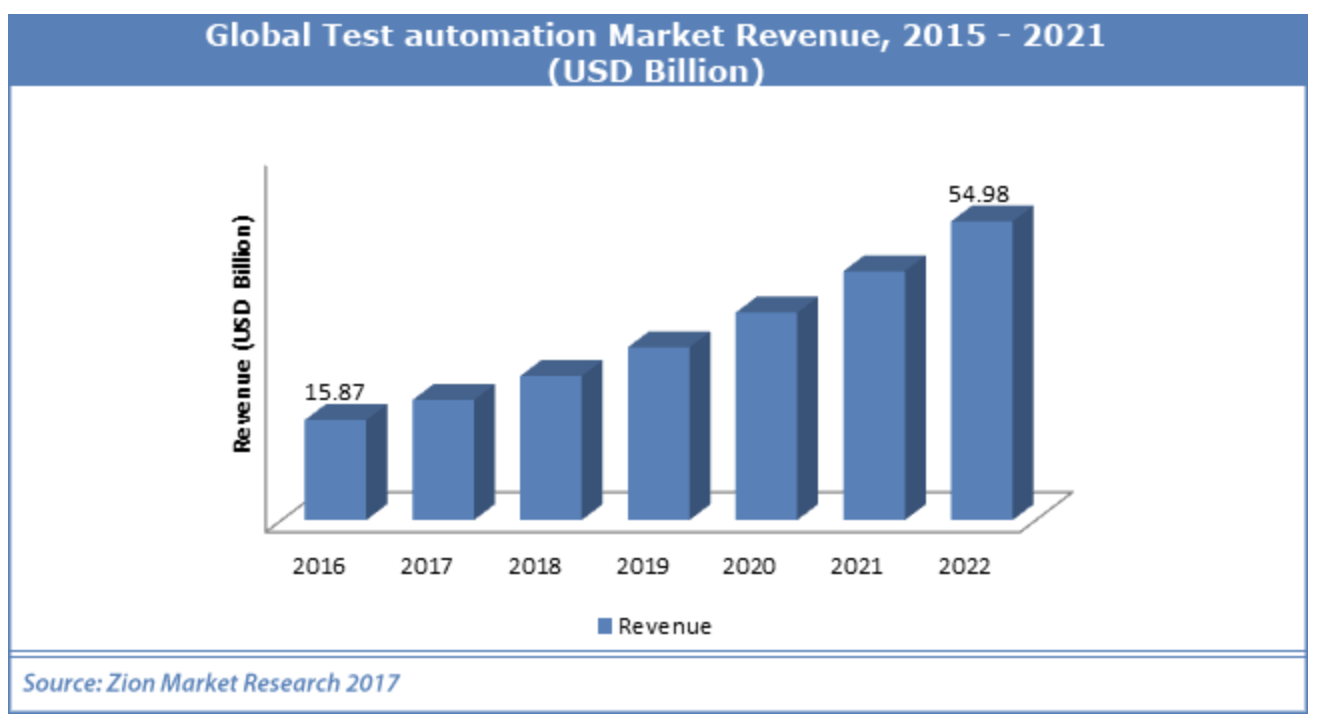 Global Test automation Market Revenue, 2015 - 2021
(USD Billion)
Revenue (USD Billion)
54.98
15.87
2016 2017 2018 2019 2020 2021 2022
Revenue
Source: Zion Market Research 2017